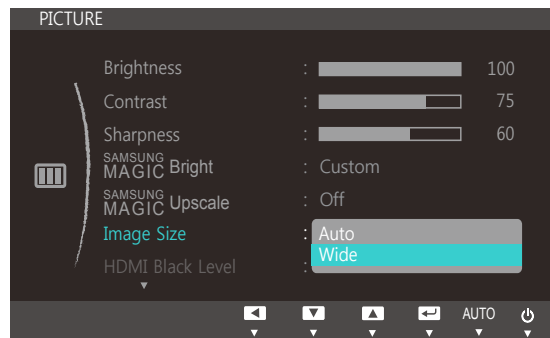 PICTURE
Brightness : 100
Contrast : 75
Sharpness : 60
SAMSUNG MAGIC Bright : Custom
SAMSUNG MAGIC Upscale : Off
Image Size : Auto
Wide
HDMI Black Level :
AUTO